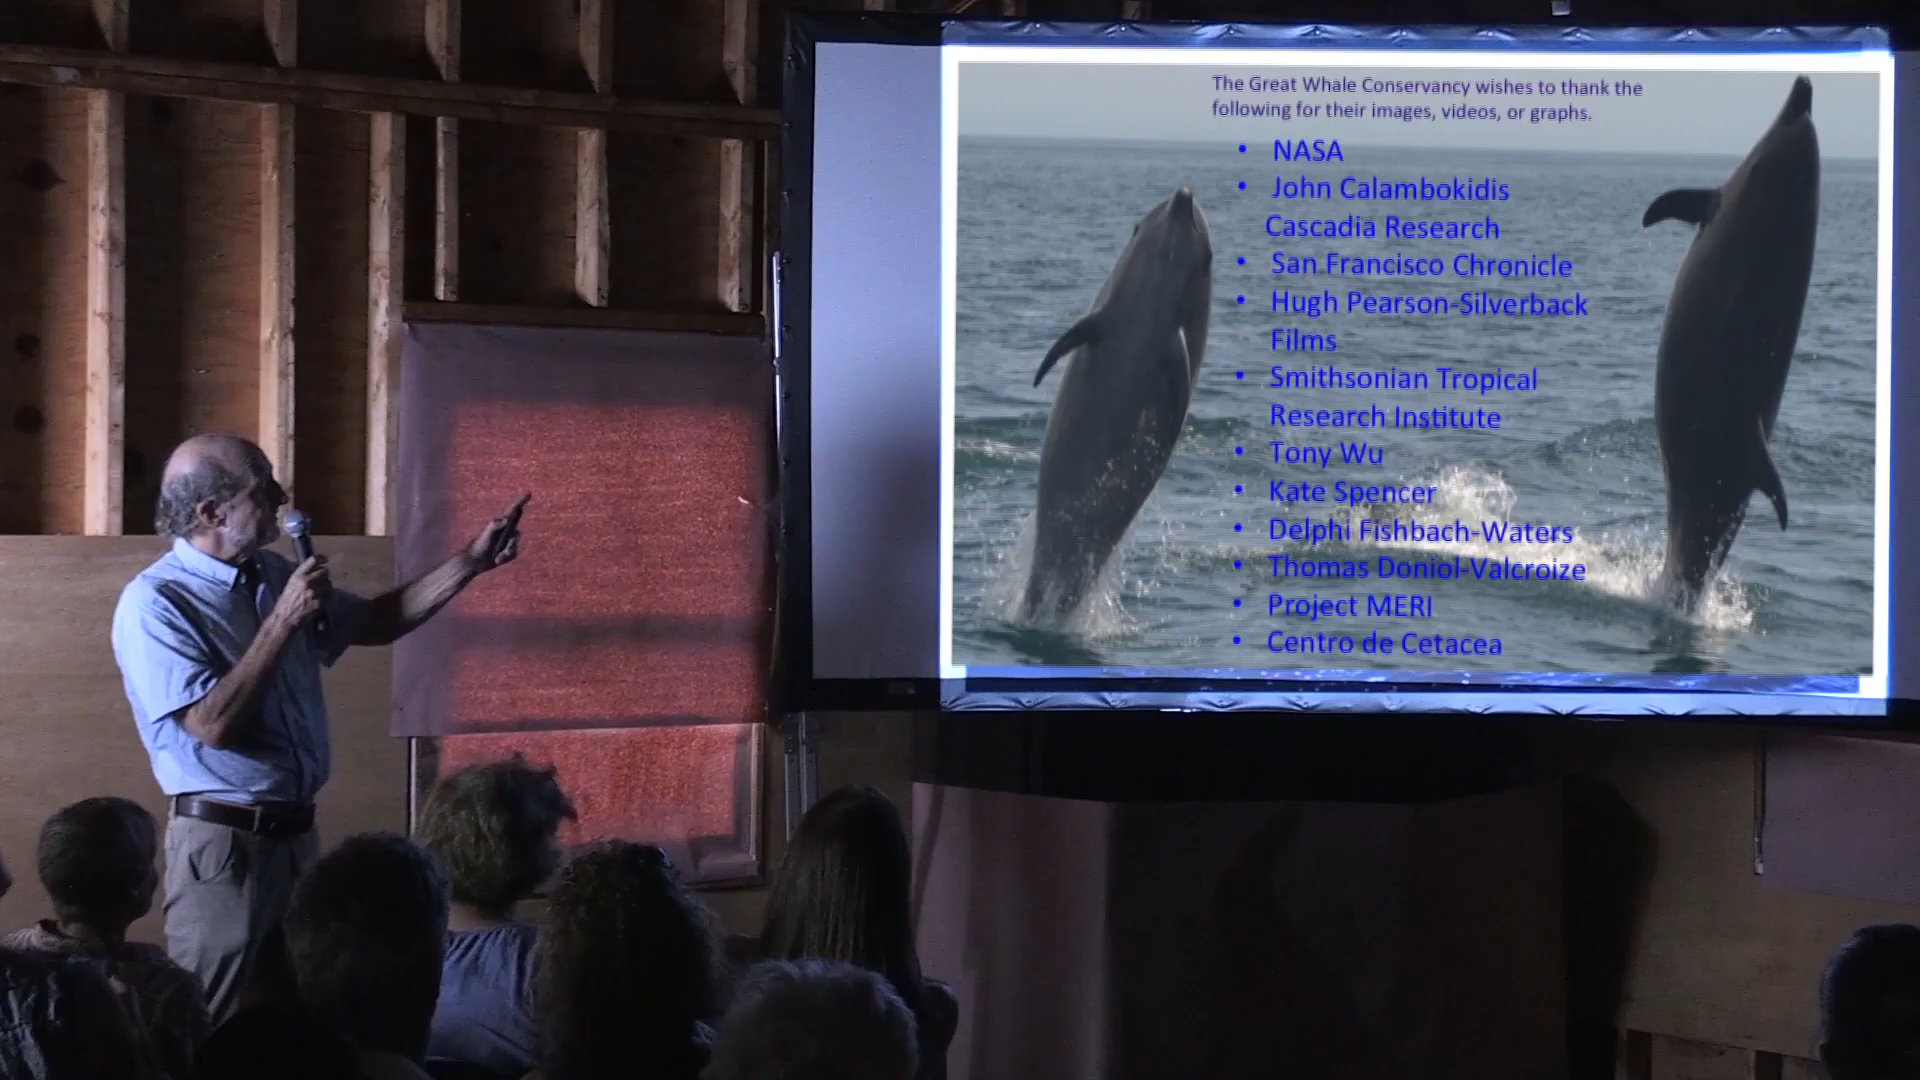 The Great Whale Conservancy wishes to thank the
following for their images, videos, or graphs.
• NASA
• John Calambokidis
Cascadia Research
• San Francisco Chronicle
• Hugh Pearson-Silverback
Films
• Smithsonian Tropical
Research Institute
• Tony Wu
• Kate Spencer
• Delphi Fishbach-Waters
• Thomas Doniol-Valcroize
• Project MERI
• Centro de Cetacea